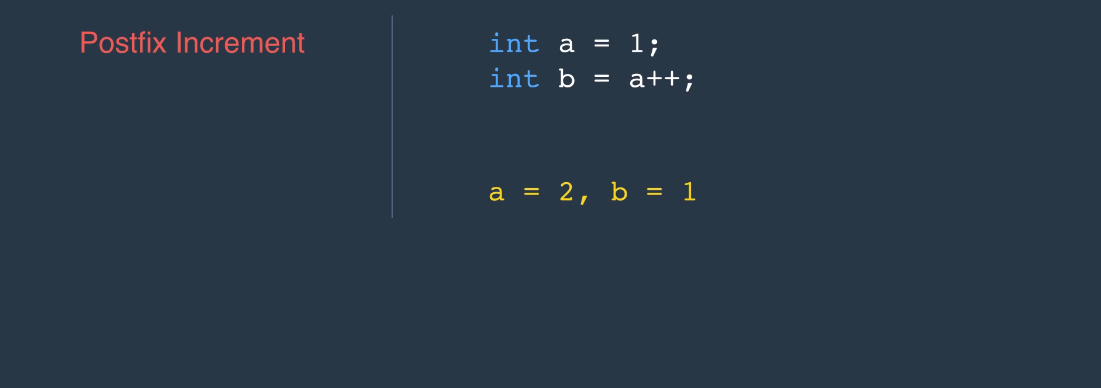 Postfix Increment
int a = 1;
int b = a++;
a = 2, b = 1